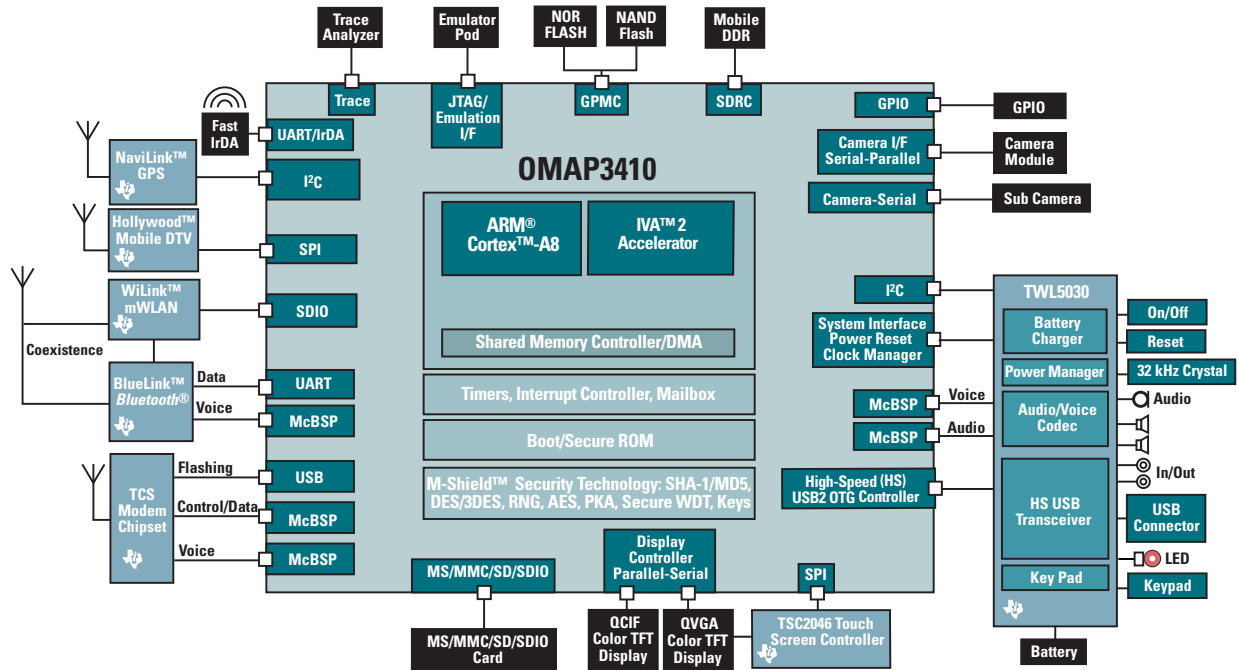 Trace
Analyzer
Emulator
Pod
NOR
FLASH
NAND
Flash
Mobile
DDR
Trace
JTAG/
Emulation
I/F
GPMC
SDRC
GPIO
GPIO
Fast
IrDA
UART/IrDA
Camera I/F
Serial-Parallel
Camera
Module
NaviLink™
GPS
I²C
OMAP3410
Camera-Serial
Sub Camera
Hollywood™
Mobile DTV
SPI
ARM®
Cortex™-A8
IVA™ 2
Accelerator
WiLink™
mWLAN
SDIO
I²C
TWL5030
On/Off
Coexistence
Shared Memory Controller/DMA
System Interface
Power Reset
Clock Manager
Battery
Charger
Reset
BlueLink™
Bluetooth®
Data
UART
Voice
McBSP
Timers, Interrupt Controller, Mailbox
Power Manager
32 kHz Crystal
McBSP
Voice
McBSP
Audio
Audio/Voice
Codec
Audio
Boot/Secure ROM
TCS
Modem
Chipset
Flashing
USB
Control/Data
McBSP
Voice
McBSP
M-Shield™ Security Technology: SHA-1/MD5,
DES/3DES, RNG, AES, PKA, Secure WDT, Keys
High-Speed (HS)
USB2 OTG Controller
HS USB
Transceiver
In/Out
USB
Connector
LED
Key Pad
Keypad
MS/MMC/SD/SDIO
Display
Controller
Parallel-Serial
SPI
MS/MMC/SD/SDIO
Card
QCIF
Color TFT
Display
QVGA
Color TFT
Display
TSC2046 Touch
Screen Controller
Battery